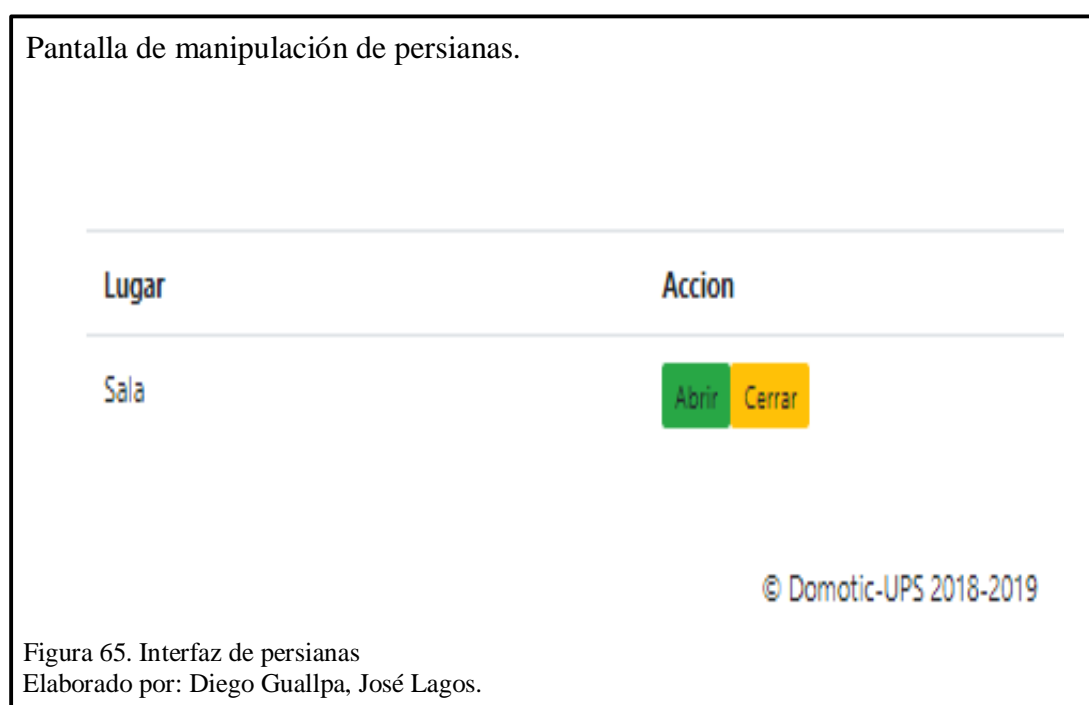 Pantalla de manipulación de persianas.
Lugar Accion
Sala Abrir Cerrar
© Domotic-UPS 2018-2019
Figura 65. Interfaz de persianas
Elaborado por: Diego Guallpa, José Lagos.